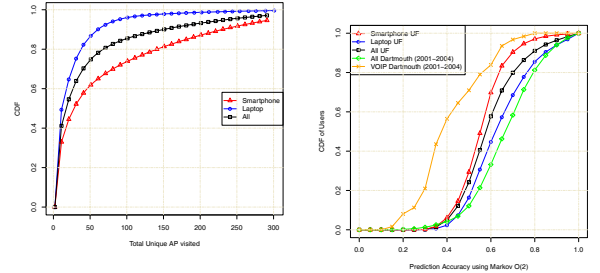 CDF
0.0
0.2
0.4
0.6
0.8
1.0
0
50
100
150
200
250
300
Total Unique AP visited
Smartphone
Laptop
All
CDF of Users
0.0
0.2
0.4
0.6
0.8
1.0
0.0
0.2
0.4
0.6
0.8
1.0
Prediction Accuracy using Markov O(2)
Smartphone UF
Laptop UF
All UF
All Dartmouth (2001−2004)
VOIP Dartmouth (2001−2004)